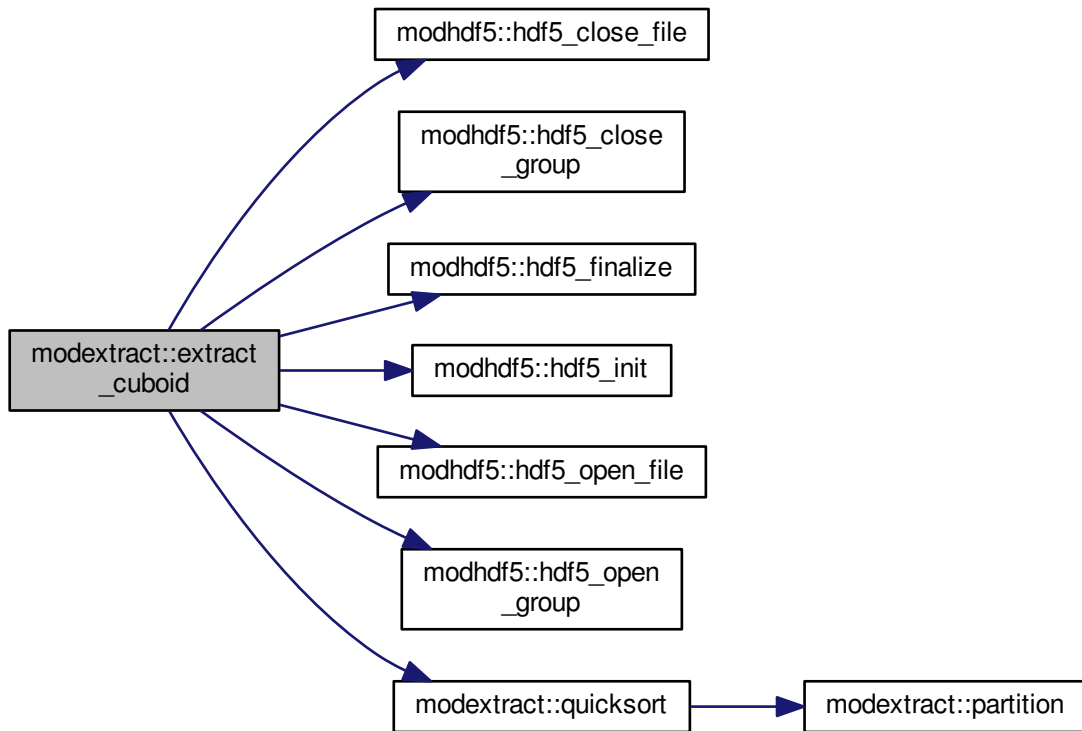 modhdf5::hdf5_close_file
modhdf5::hdf5_close
_group
modhdf5::hdf5_finalize
modextract::extract
_cuboid
modhdf5::hdf5_init
modhdf5::hdf5_open_file
modhdf5::hdf5_open
_group
modextract::quicksort
modextract::partition